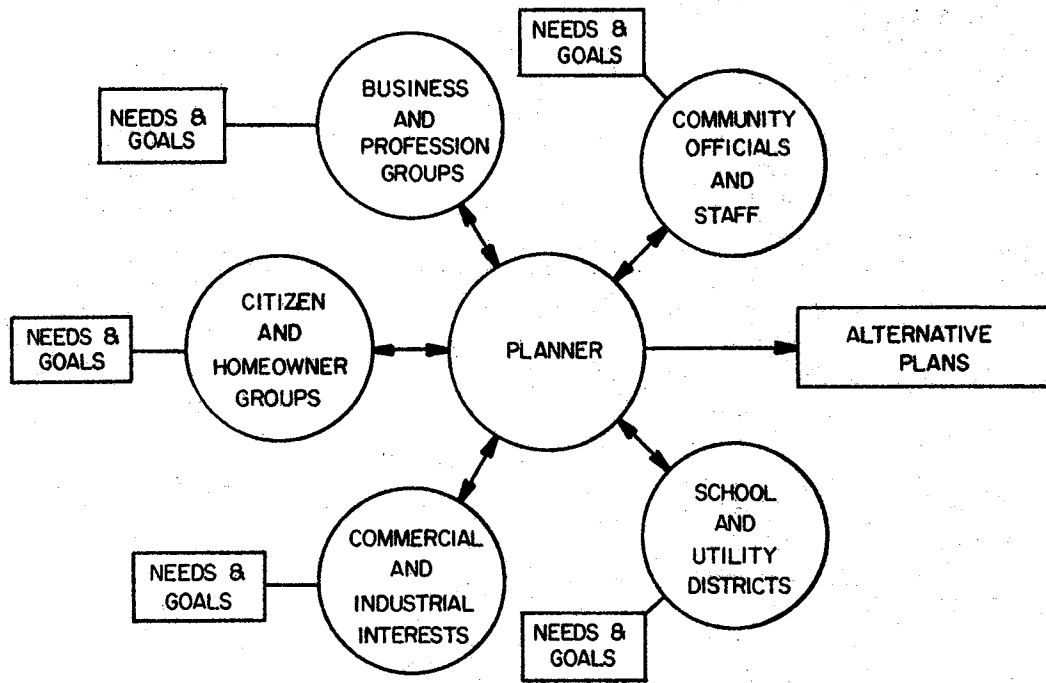 NEEDS &
GOALS
BUSINESS
AND
PROFESSION
GROUPS
NEEDS &
GOALS
COMMUNITY
OFFICIALS
AND
STAFF
NEEDS &
GOALS
CITIZEN
AND
HOMEOWNER
GROUPS
PLANNER
ALTERNATIVE
PLANS
NEEDS &
GOALS
COMMERCIAL
AND
INDUSTRIAL
INTERESTS
SCHOOL
AND
UTILITY
DISTRICTS
NEEDS &
GOALS